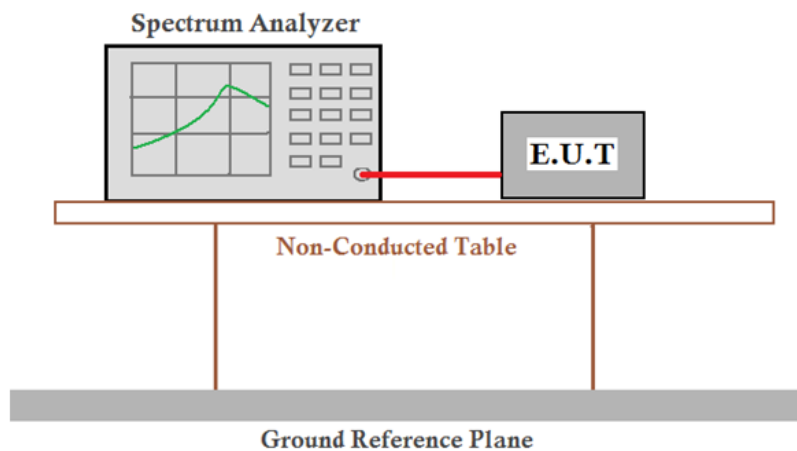 Spectrum Analyzer
E.U.T
Non-Conducted Table
Ground Reference Plane